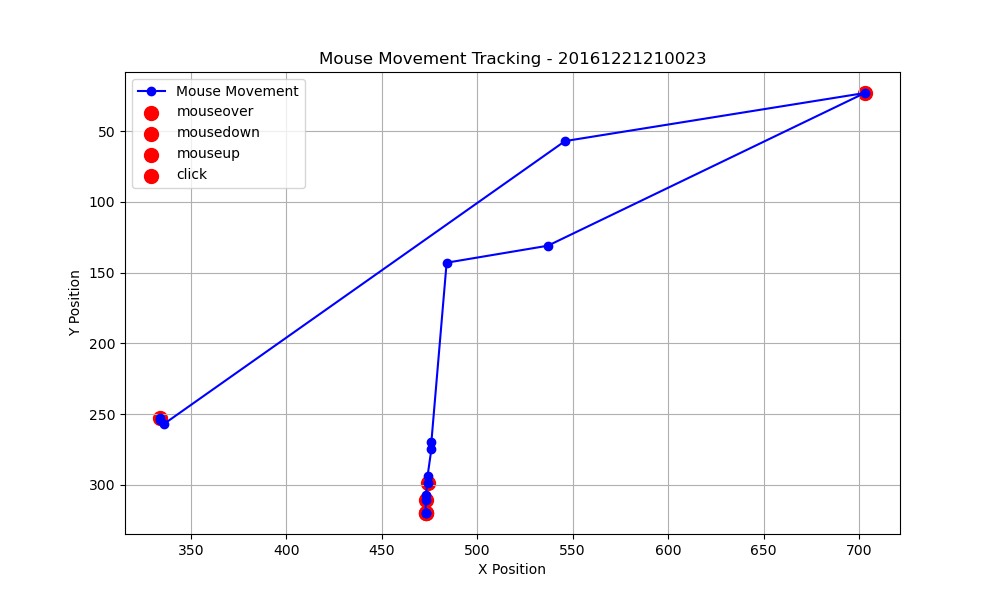 Mouse Movement Tracking - 20161221210023
Mouse Movement
mouseover
mousedown
mouseup
click
Y Position
50
100
150
200
250
300
350 400 450 500 550 600 650 700
X Position